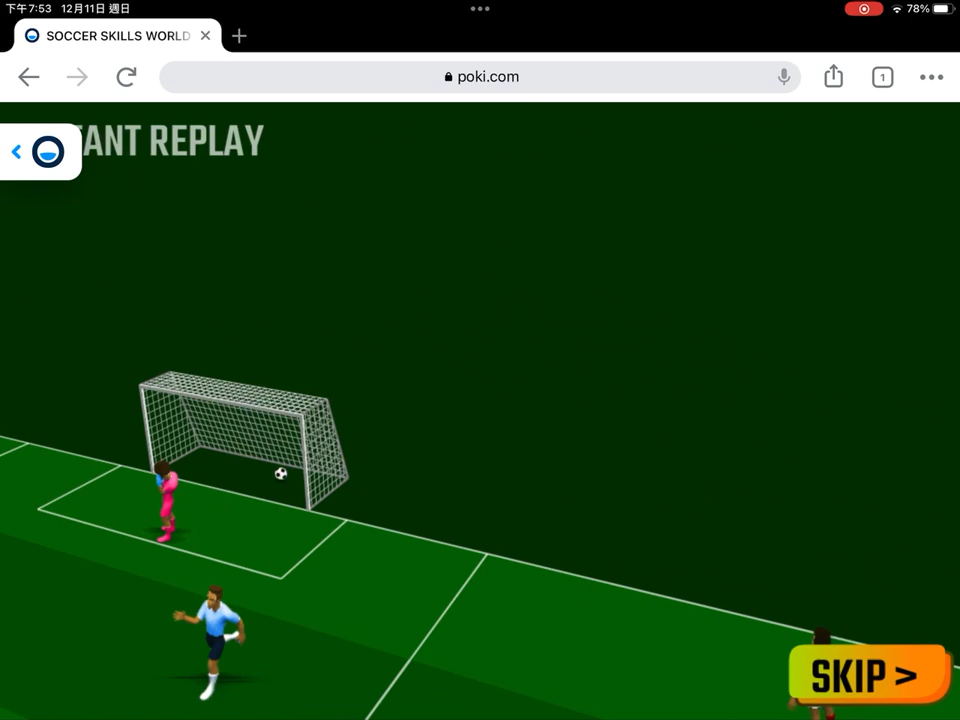 下午7:53 12月11日 週日
78%
SOCCER SKILLS WORLD
poki.com
1
TANT REPLAY
SKIP >